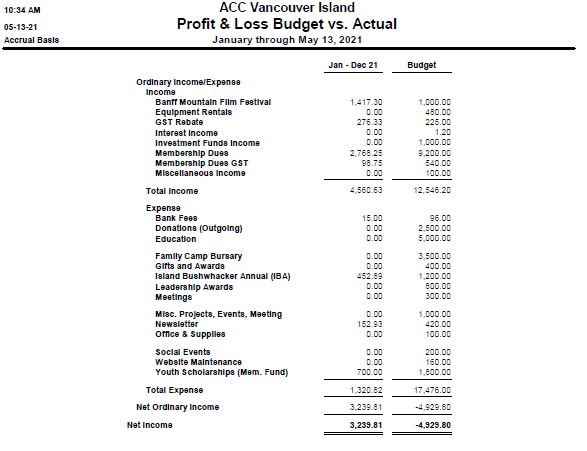 10:34 AM
05-13-21
Accrual Basis
ACC Vancouver Island
Profit & Loss Budget vs. Actual
January through May 13, 2021
Jan - Dec 21 Budget
Ordinary Income/Expense
Income
Banff Mountain Film Festival 1,417.30 1,000.00
Equipment Rentals 0.00 480.00
GST Rebate 276.33 225.00
Interest Income 0.00 1.20
Investment Funds Income 0.00 1,000.00
Membership Dues 2,768.25 9,200.00
Membership Dues GST 98.75 540.00
Miscellaneous Income 0.00 100.00
Total Income 4,560.63 12,546.20
Expense
Bank Fees 15.00 96.00
Donations (Outgoing) 0.00 2,500.00
Education 0.00 5,000.00
Family Camp Bursary 0.00 3,500.00
Gifts and Awards 0.00 400.00
Island Bushwhacker Annual (IBA) 452.89 1,200.00
Leadership Awards 0.00 800.00
Meetings 0.00 300.00
Misc. Projects, Events, Meeting 0.00 1,000.00
Newsletter 152.93 420.00
Office & Supplies 0.00 100.00
Social Events 0.00 200.00
Website Maintenance 0.00 160.00
Youth Scholarships (Mem. Fund) 700.00 1,800.00
Total Expense 1,320.82 17,476.00
Net Ordinary Income 3,239.81 -4,929.80
Net Income 3,239.81 -4,929.80